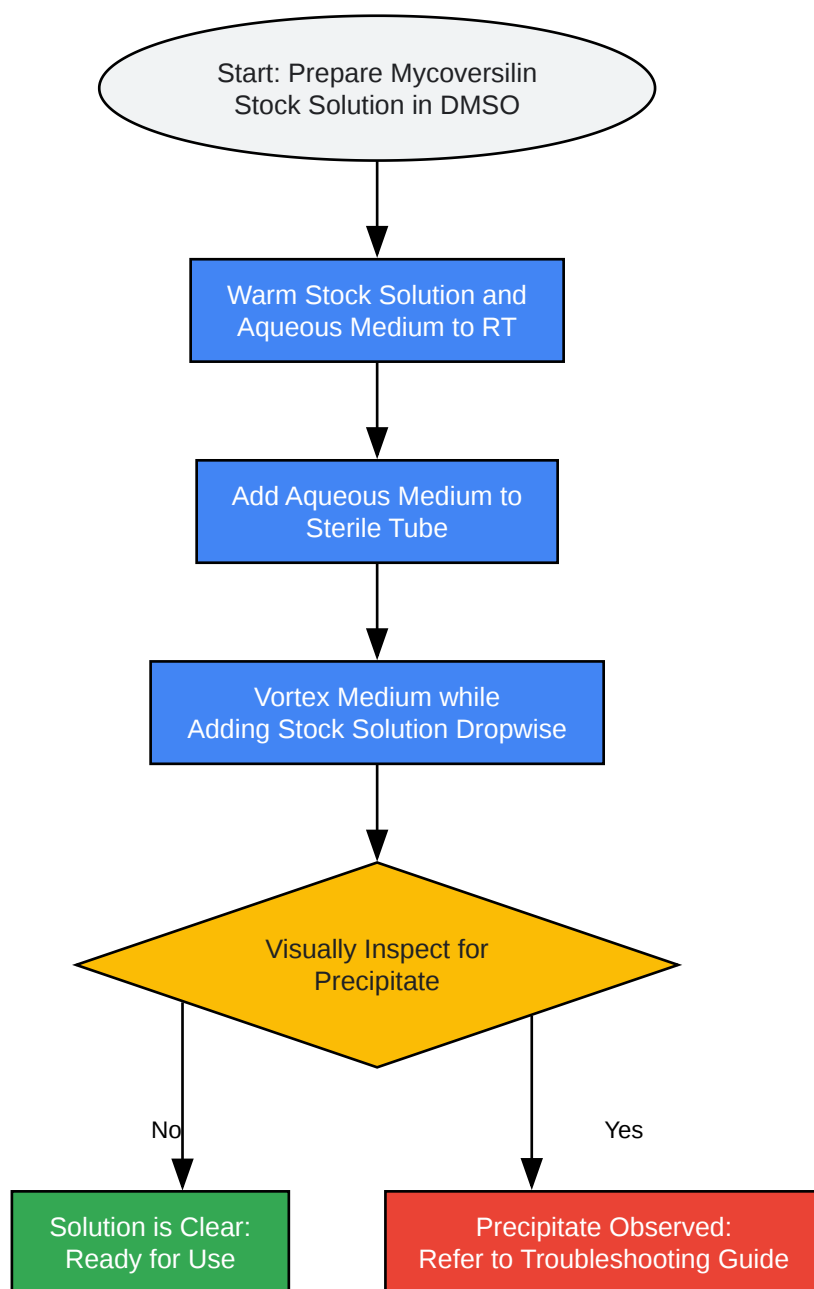 Start: Prepare Mycoversilin
Stock Solution in DMSO
Warm Stock Solution and
Aqueous Medium to RT
Add Aqueous Medium to
Sterile Tube
Vortex Medium while
Adding Stock Solution Dropwise
Visually Inspect for
Precipitate
No
Yes
Solution is Clear:
Ready for Use
Precipitate Observed:
Refer to Troubleshooting Guide